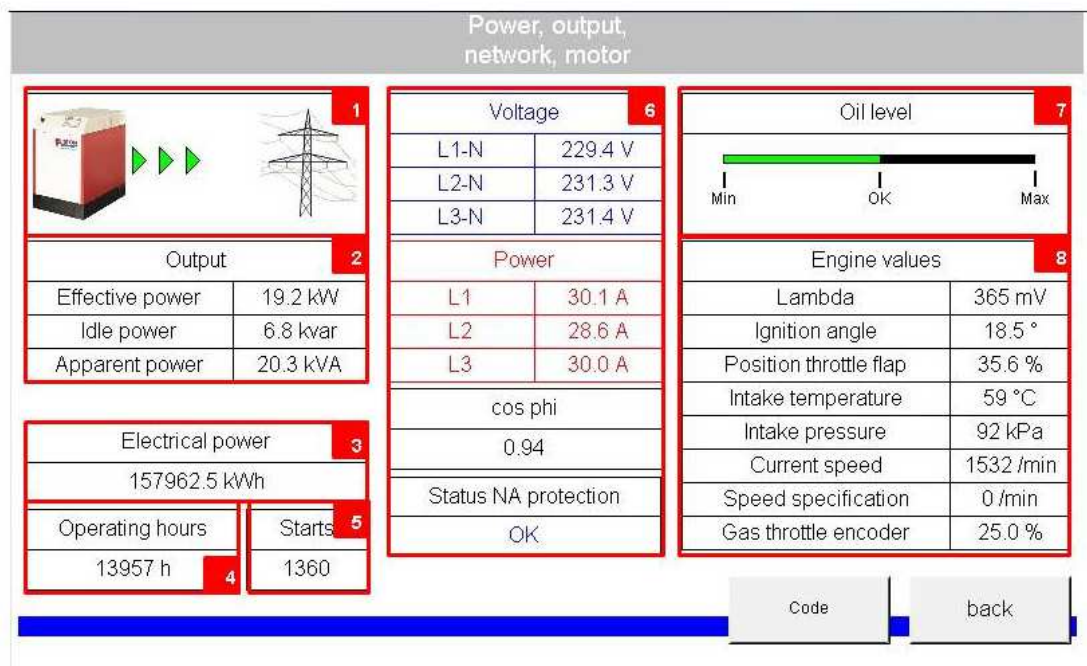 Power, output,
network, motor
1
Output 2
Effective power 19.2 kW
Idle power 6.8 kvar
Apparent power 20.3 kVA
Electrical power 3
157962.5 kWh
Operating hours
13957 h 4
Starts 5
1360
Voltage 6
L1-N 229.4 V
L2-N 231.3 V
L3-N 231.4 V
Power
L1 30.1 A
L2 28.6 A
L3 30.0 A
cos phi
0.94
Status NA protection
OK
Oil level 7
Min OK Max
Engine values 8
Lambda 365 mV
Ignition angle 18.5 °
Position throttle flap 35.6 %
Intake temperature 59 °C
Intake pressure 92 kPa
Current speed 1532 /min
Speed specification 0 /min
Gas throttle encoder 25.0 %
Code back